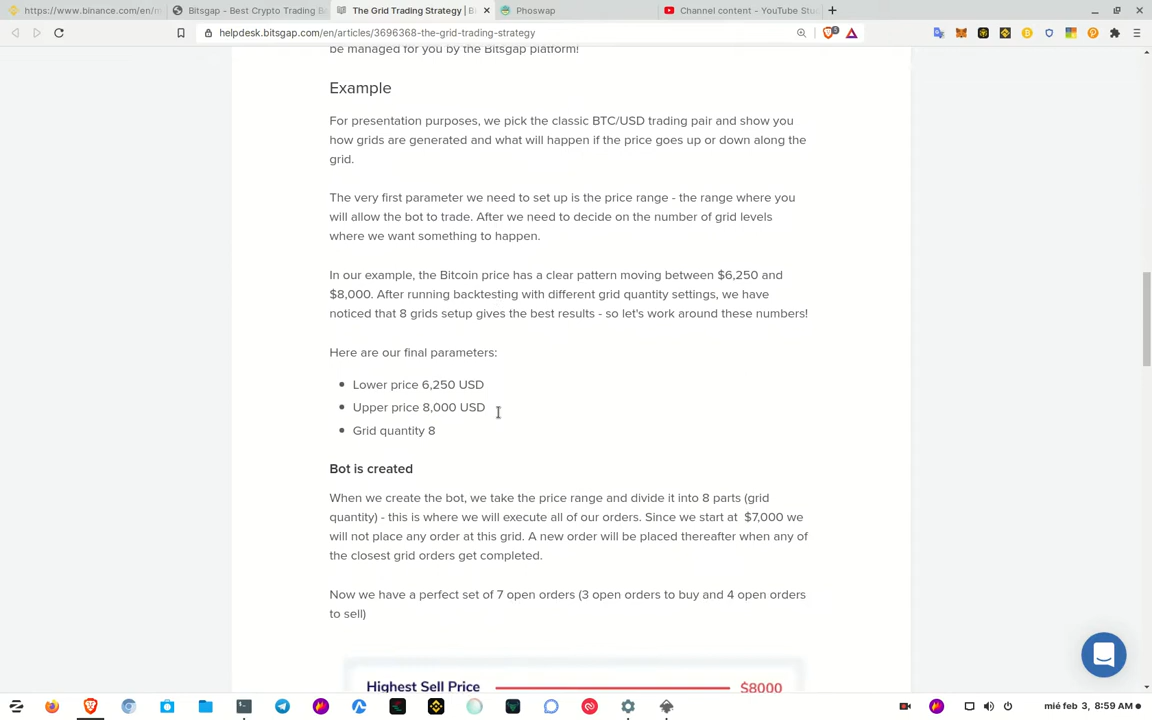 https://www.binance.com/en/m
Bitsgap - Best Crypto Trading B
The Grid Trading Strategy | B
Phoswap
Channel content - YouTube Stu
helpdesk.bitsgap.com/en/articles/3696368-the-grid-trading-strategy
be managed for you by the Bitsgap platform!
Example
For presentation purposes, we pick the classic BTC/USD trading pair and show you
how grids are generated and what will happen if the price goes up or down along the
grid.
The very first parameter we need to set up is the price range - the range where you
will allow the bot to trade. After we need to decide on the number of grid levels
where we want something to happen.
In our example, the Bitcoin price has a clear pattern moving between $6,250 and
$8,000. After running backtesting with different grid quantity settings, we have
noticed that 8 grids setup gives the best results - so let's work around these numbers!
Here are our final parameters:
Lower price 6,250 USD
Upper price 8,000 USD
Grid quantity 8
Bot is created
When we create the bot, we take the price range and divide it into 8 parts (grid
quantity) - this is where we will execute all of our orders. Since we start at $7,000 we
will not place any order at this grid. A new order will be placed thereafter when any of
the closest grid orders get completed.
Now we have a perfect set of 7 open orders (3 open orders to buy and 4 open orders
to sell)
Highest Sell Price $8000
mié feb 3, 8:59 AM